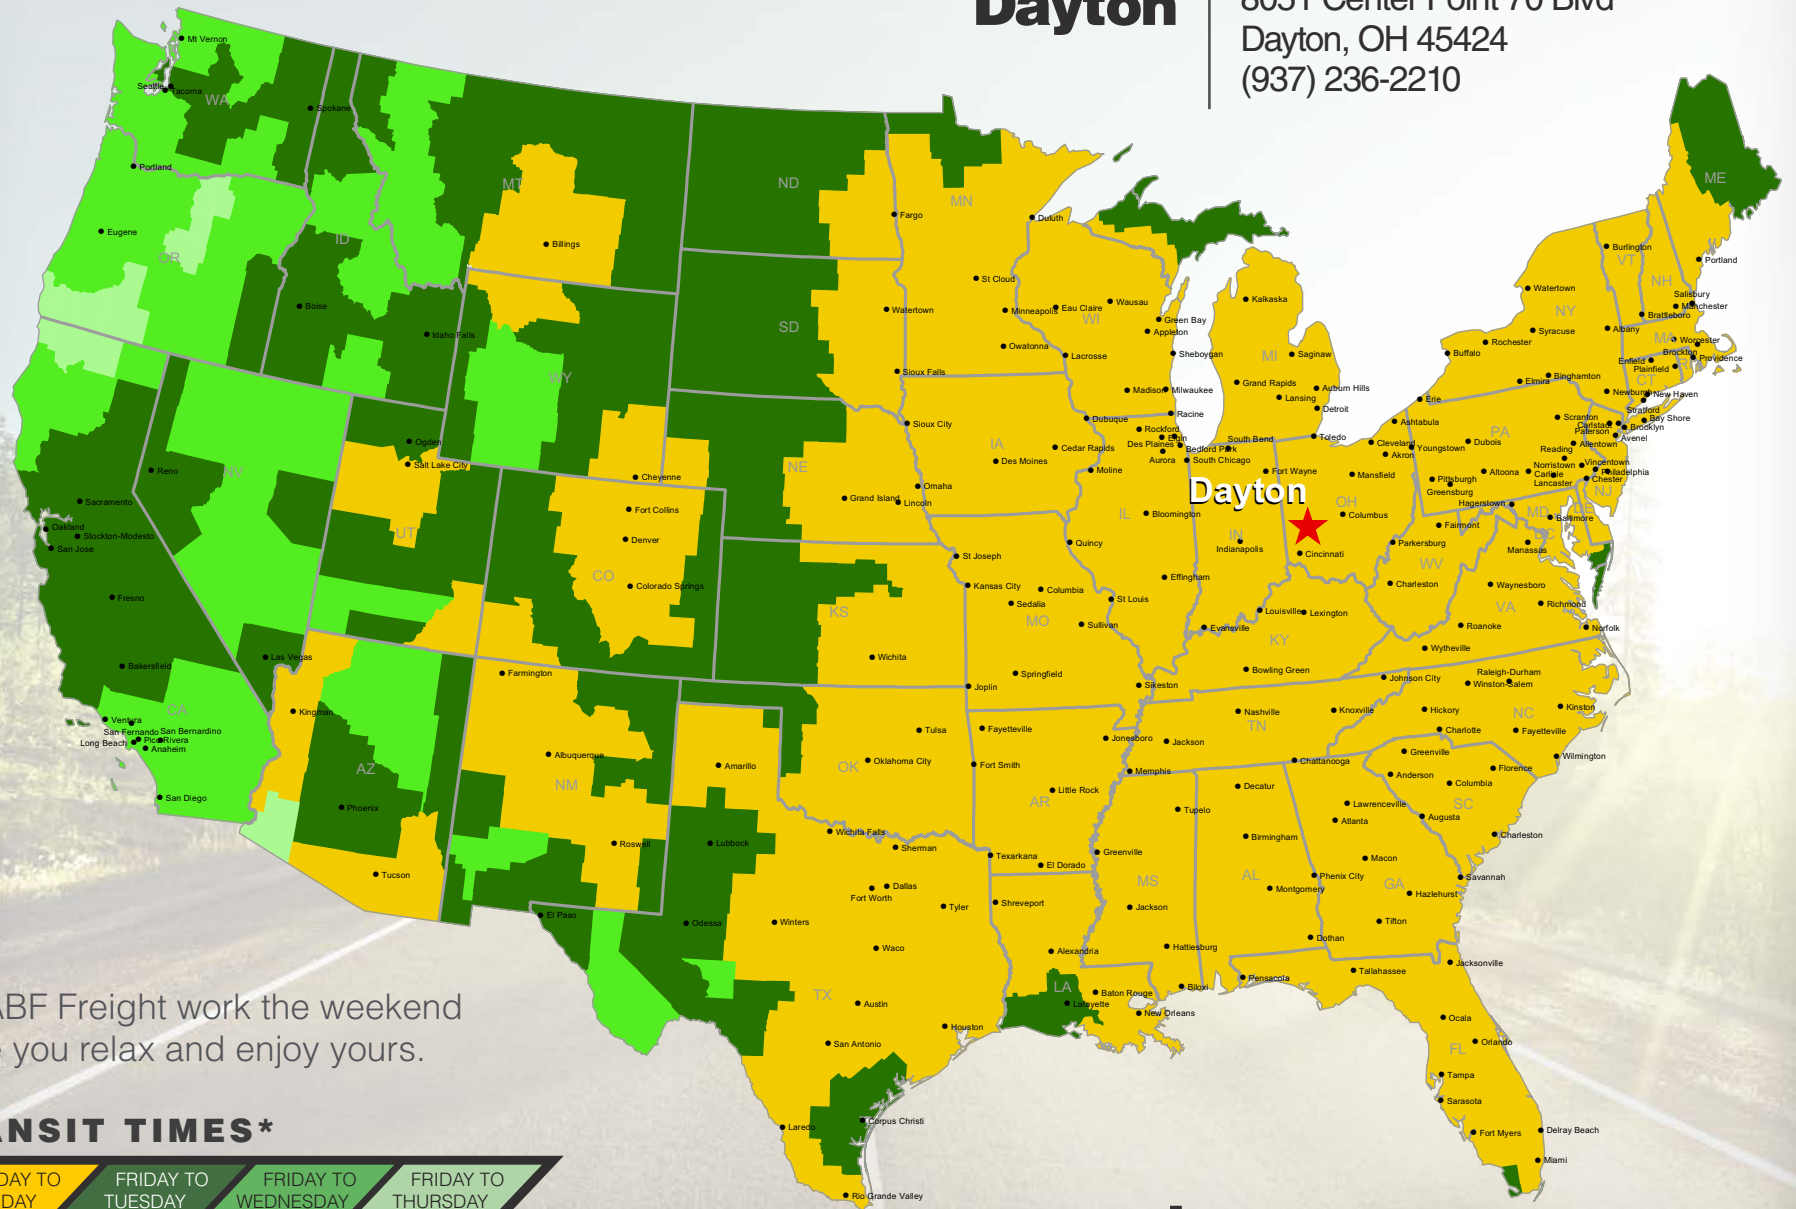 Dayton
8051 Center Point 70 Blvd
Dayton, OH 45424
(937) 236-2210
Mt Vernon
Seattle
Tacoma
WA
Spokane
Portland
Eugene
OR
ID
Boise
Idaho Falls
MT
Billings
ND
SD
WY
Fargo
MN
Duluth
St Cloud
Minneapolis
Watertown
Owatonna
Sioux Falls
Eau Claire
Wausau
WI
Green Bay
Appleton
Sheboygan
Lacrosse
Madison
Milwaukee
Racine
Kalkaska
MI
Saginaw
Grand Rapids
Lansing
Auburn Hills
Detroit
ME
Burlington
VT
NH
Portland
Salisbury
Manchester
Brattleboro
Watertown
NY
Syracuse
Albany
Rochester
Buffalo
MA
Worcester
Brockton
Providence
Enfield
Plainfield
RI
CT
Binghamton
Elmira
Newburgh
New Haven
Stratford
Bay Shore
Brooklyn
Carlstadt
Paterson
Avenel
Erie
Scranton
PA
Allentown
Reading
Dubois
Ashtabula
Cleveland
Youngstown
Akron
Toledo
Mansfield
Pittsburgh
Greensburg
Altoona
Norristown
Carlisle
Lancaster
Vincentown
Philadelphia
Chester
NJ
Hagerstown
MD
DE
Baltimore
DC
Manassas
Fairmont
Parkersburg
WV
Charleston
Waynesboro
VA
Richmond
Roanoke
Norfolk
Wytheville
Reno
NV
Sacramento
Oakland
Stockton-Modesto
San Jose
Fresno
Bakersfield
Las Vegas
CA
Ventura
San Fernando
San Bernardino
Pico Rivera
Long Beach
Anaheim
San Diego
Ogden
Salt Lake City
UT
Cheyenne
Fort Collins
Denver
CO
Colorado Springs
NE
Grand Island
Lincoln
Omaha
Sioux City
IA
Des Moines
Cedar Rapids
Dubuque
Moline
Rockford
Elgin
Des Plaines
Aurora
Bedford Park
South Chicago
South Bend
Fort Wayne
IL
Bloomington
Quincy
Effingham
IN
Indianapolis
Dayton
OH
Columbus
Cincinnati
KS
Wichita
St Joseph
Kansas City
Columbia
Sedalia
MO
St Louis
Sullivan
Springfield
Joplin
Sikeston
Evansville
Louisville
Lexington
KY
Bowling Green
Kingman
AZ
Phoenix
Tucson
Farmington
Albuquerque
NM
Roswell
Amarillo
Lubbock
El Paso
Odessa
OK
Tulsa
Oklahoma City
Fayetteville
Fort Smith
AR
Little Rock
Jonesboro
Texarkana
El Dorado
Nashville
TN
Knoxville
Johnson City
Jackson
Memphis
Chattanooga
Raleigh-Durham
Winston-Salem
Hickory
NC
Kinston
Charlotte
Fayetteville
Wilmington
Greenville
Anderson
Florence
Columbia
SC
Charleston
Decatur
Tupelo
Birmingham
Lawrenceville
Atlanta
Augusta
Macon
GA
Savannah
Hazlehurst
Tifton
Phenix City
AL
Montgomery
Dothan
Greenville
MS
Jackson
Hattiesburg
Biloxi
Wichita Falls
Sherman
Dallas
Fort Worth
Tyler
Winters
Waco
TX
Austin
Houston
San Antonio
Corpus Christi
Laredo
Rio Grande Valley
Shreveport
Alexandria
LA
Lafayette
Baton Rouge
New Orleans
Pensacola
Tallahassee
Jacksonville
Ocala
Orlando
FL
Tampa
Sarasota
Fort Myers
Delray Beach
Miami
ABF Freight work the weekend
you relax and enjoy yours.
NSIT TIMES*
DAY TO
DAY
FRIDAY TO
TUESDAY
FRIDAY TO
WEDNESDAY
FRIDAY TO
THURSDAY